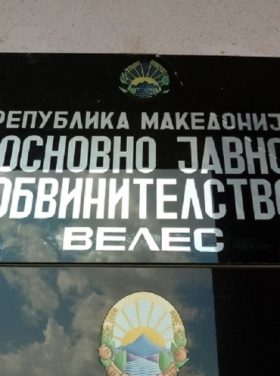 РЕПУБЛИКА МАКЕДОНИЈ
ОСНОВНО ЈАВНО
ОБВИНИТЕЛСТВО
ВЕЛЕС